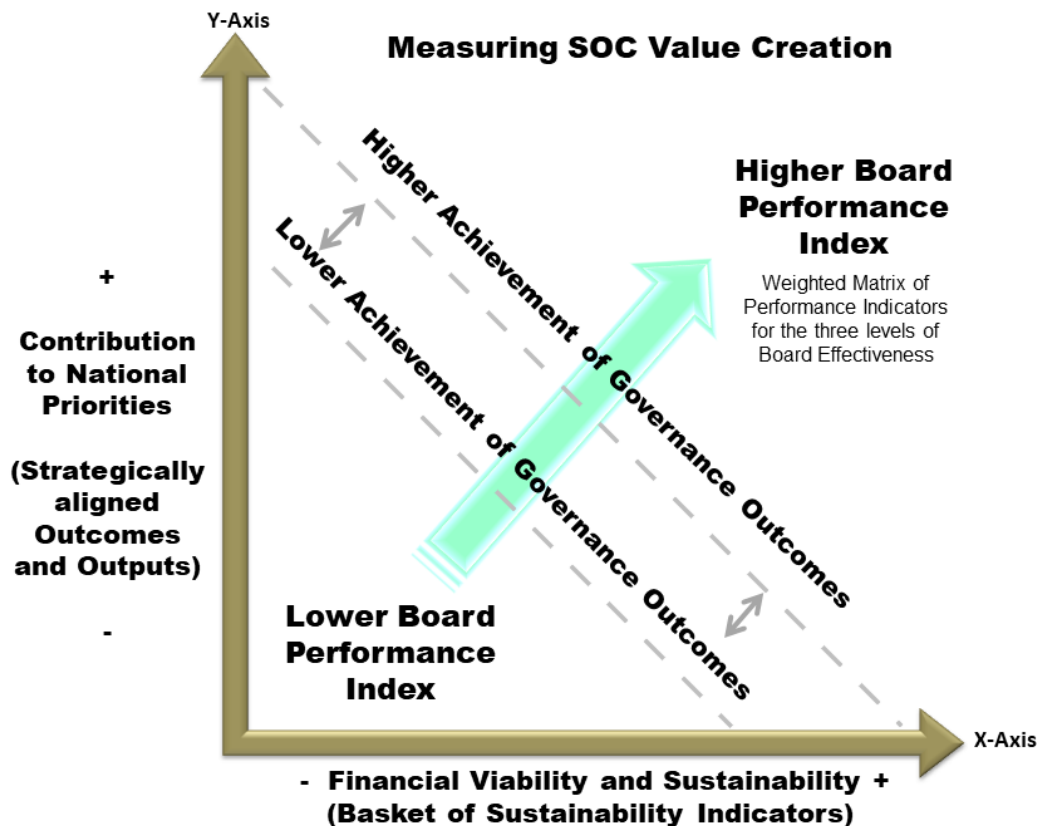 Y-Axis
Measuring SOC Value Creation
Higher Achievement of Governance Outcomes
Lower Achievement of Governance Outcomes
Higher Board
Performance
Index
Weighted Matrix of
Performance Indicators
for the three levels of
Board Effectiveness
+
Contribution
to National
Priorities
(Strategically
aligned
Outcomes
and Outputs)
-
Lower Board
Performance
Index
X-Axis
- Financial Viability and Sustainability +
(Basket of Sustainability Indicators)